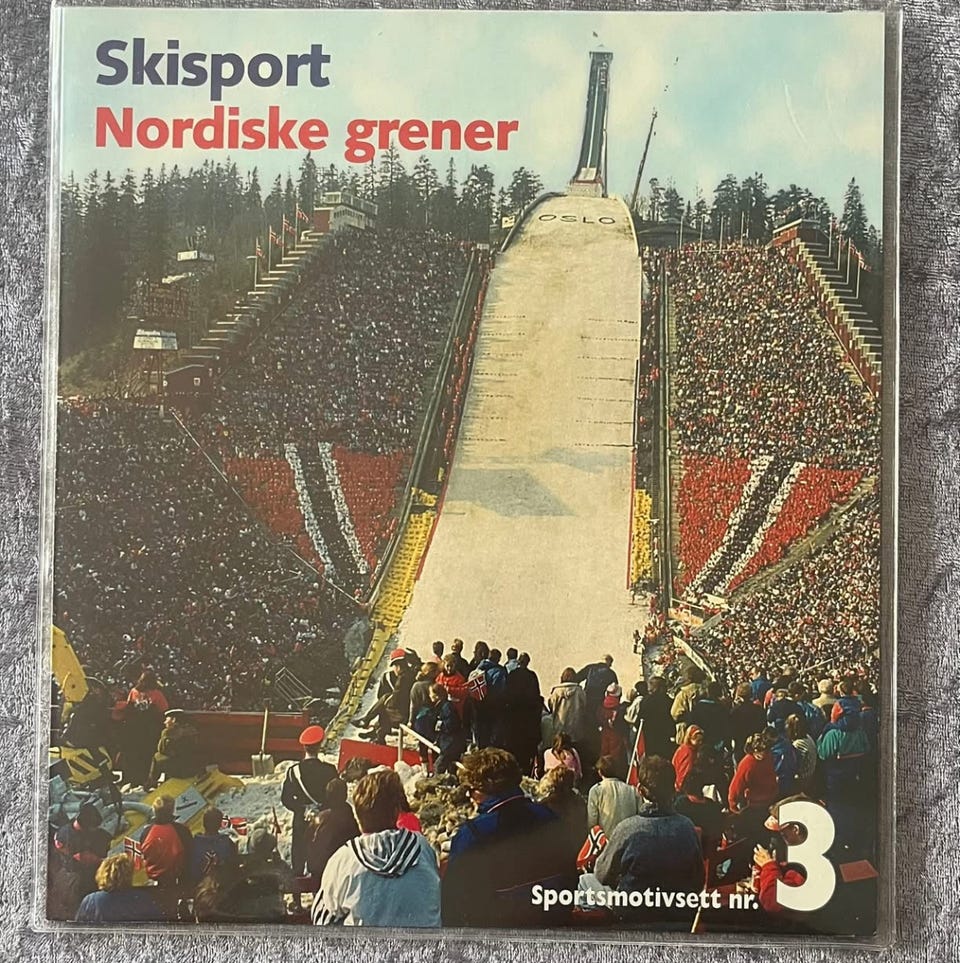 Skisport
Nordiske grener
OSLO
Sportsmotivsett nr. 3